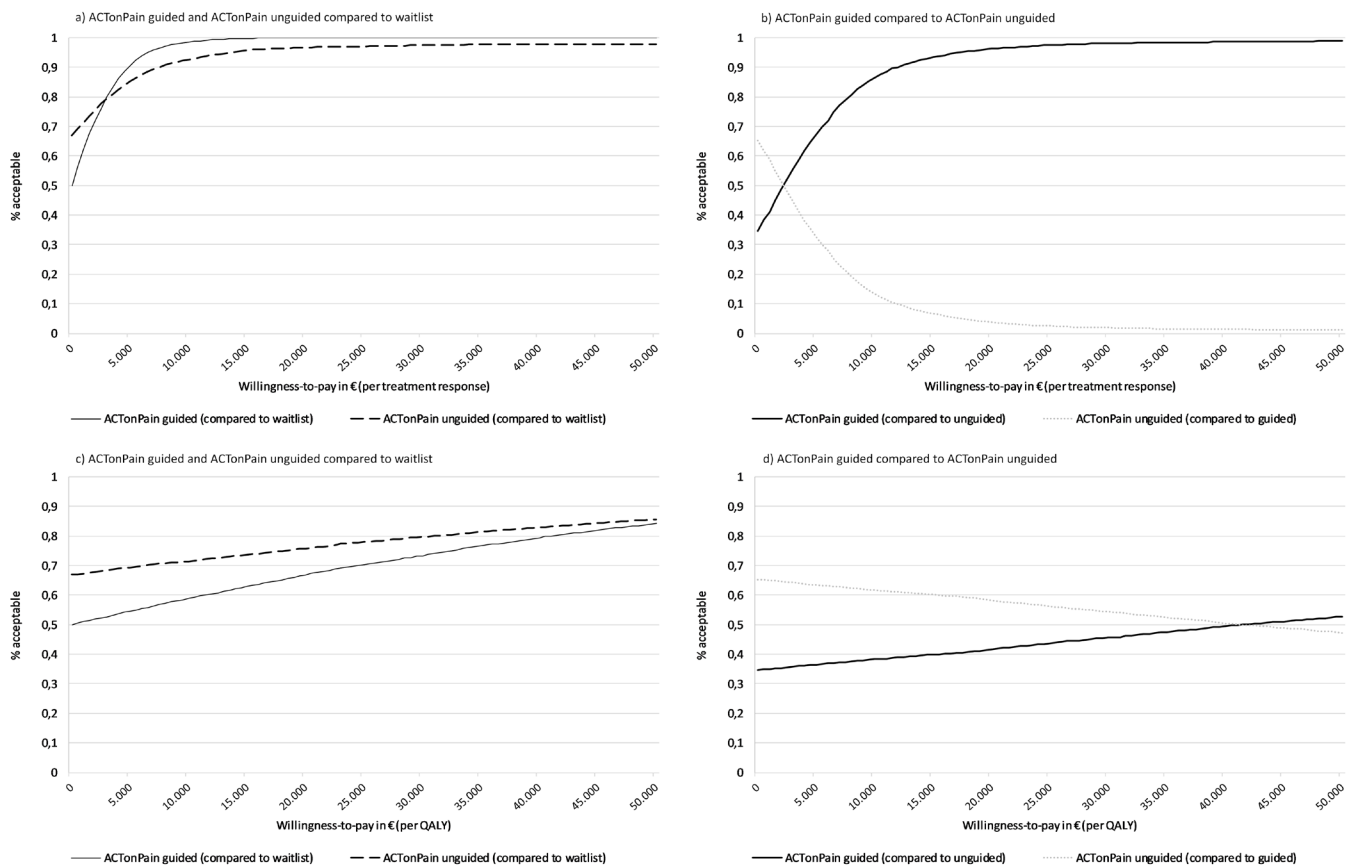 a) ACTonPain guided and ACTonPain unguided compared to waitlist
1
0,9
0,8
0,7
0,6
0,5
0,4
0,3
0,2
0,1
0
% acceptable
0 5.000 10.000 15.000 20.000 25.000 30.000 35.000 40.000 45.000 50.000
Willingness-to-pay in € (per treatment response)
ACTonPain guided (compared to waitlist) ACTonPain unguided (compared to waitlist)
b) ACTonPain guided compared to ACTonPain unguided
1
0,9
0,8
0,7
0,6
0,5
0,4
0,3
0,2
0,1
0
% acceptable
0 5.000 10.000 15.000 20.000 25.000 30.000 35.000 40.000 45.000 50.000
Willingness-to-pay in € (per treatment response)
ACTonPain guided (compared to unguided) ACTonPain unguided (compared to guided)
c) ACTonPain guided and ACTonPain unguided compared to waitlist
1
0,9
0,8
0,7
0,6
0,5
0,4
0,3
0,2
0,1
0
% acceptable
0 5.000 10.000 15.000 20.000 25.000 30.000 35.000 40.000 45.000 50.000
Willingness-to-pay in € (per QALY)
ACTonPain guided (compared to waitlist) ACTonPain unguided (compared to waitlist)
d) ACTonPain guided compared to ACTonPain unguided
1
0,9
0,8
0,7
0,6
0,5
0,4
0,3
0,2
0,1
0
% acceptable
0 5.000 10.000 15.000 20.000 25.000 30.000 35.000 40.000 45.000 50.000
Willingness-to-pay in € (per QALY)
ACTonPain guided (compared to unguided) ACTonPain unguided (compared to guided)